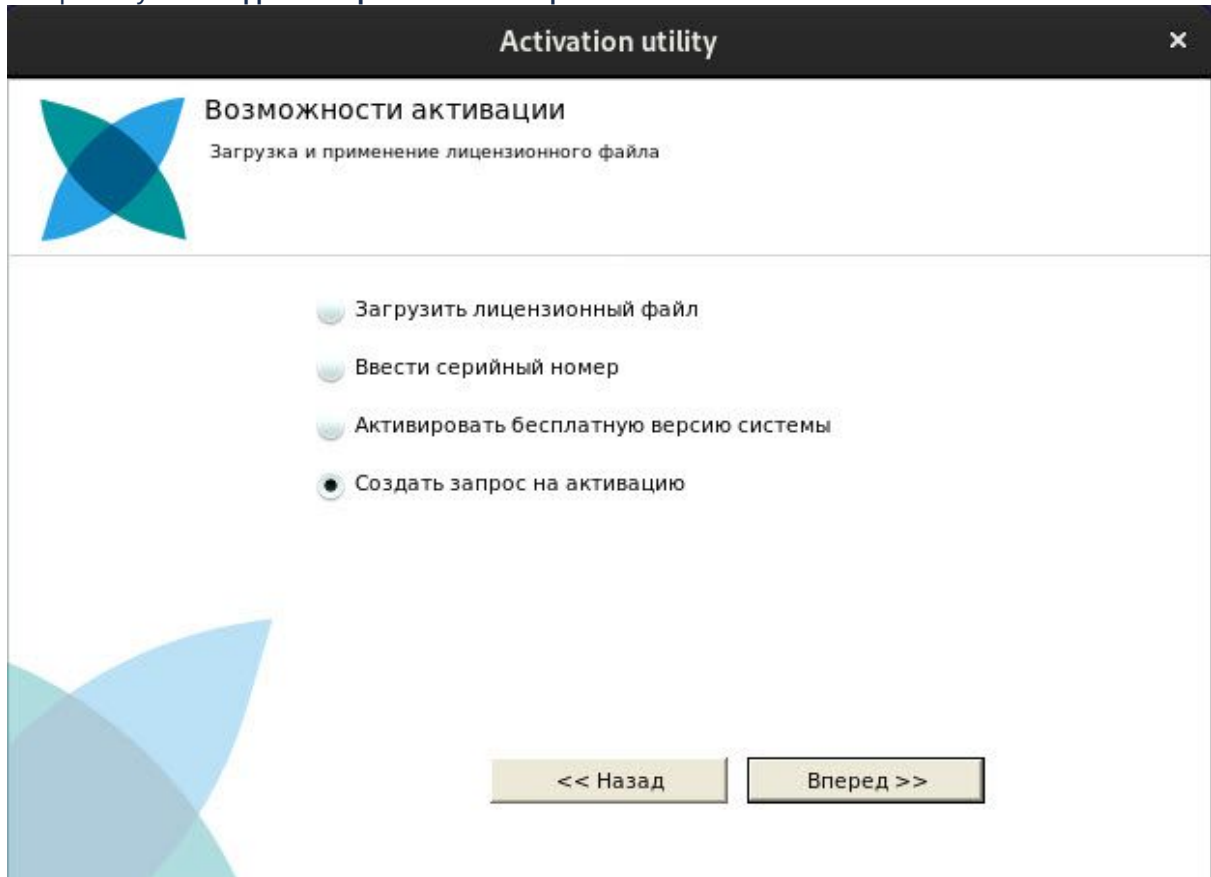 Activation utility
Возможности активации
Загрузка и применение лицензионного файла
Загрузить лицензионный файл
Ввести серийный номер
Активировать бесплатную версию системы
Создать запрос на активацию
<< Назад
Вперед >>